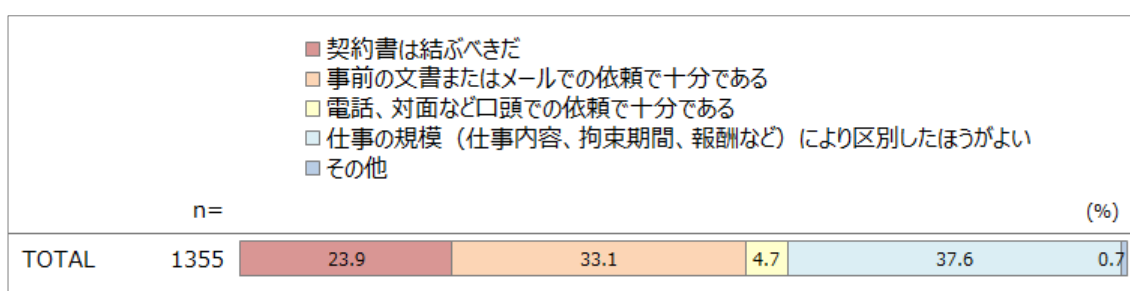 契約書は結ぶべきだ
事前の文書またはメールでの依頼で十分である
電話、対面など口頭での依頼で十分である
仕事の規模（仕事内容、拘束期間、報酬など）により区別したほうがよい
その他
n= (%)
TOTAL 1355 23.9 33.1 4.7 37.6 0.7